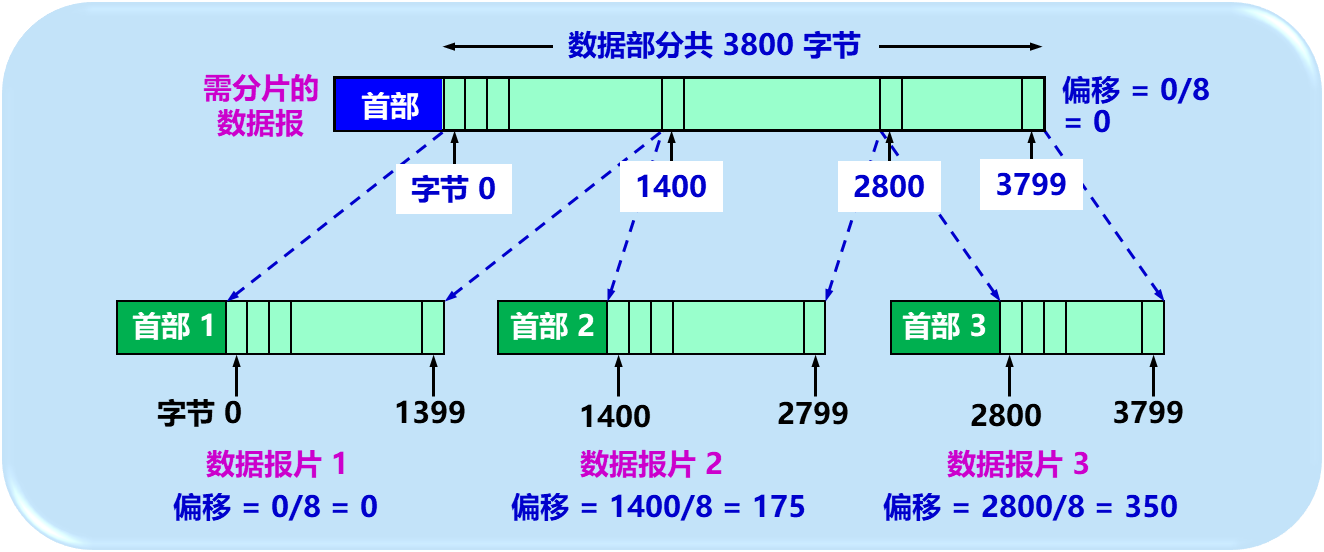 数据部分共 3800 字节
需分片的
数据报
首部
偏移 = 0/8
= 0
字节 0
1400
2800
3799
首部 1
首部 2
首部 3
字节 0
1399
1400
2799
2800
3799
数据报片 1
数据报片 2
数据报片 3
偏移 = 0/8 = 0
偏移 = 1400/8 = 175
偏移 = 2800/8 = 350